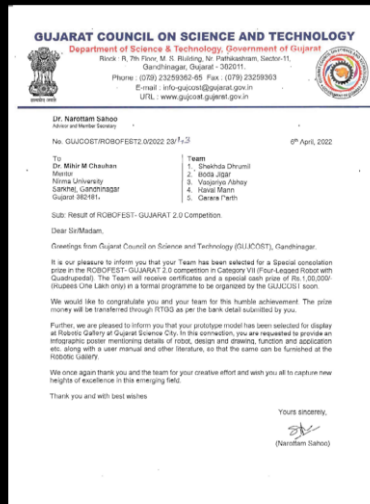 GUJARAT COUNCIL ON SCIENCE AND TECHNOLOGY
Department of Science & Technology, Government of Gujarat
Block : B, 7th Floor, M. S. Building, Nr. Pathikashram, Sector-11,
Gandhinagar, Gujarat - 382011.
Phone : (079) 23259362-65 Fax : (079) 23259363
E-mail : info-gujcost@gujarat.gov.in
URL : www.gujcost.gujarat.gov.in
Dr. Narottam Sahoo
Advisor and Member Secretary
No. GUJCOST/ROBOFEST2.0/2022 23/
6th April, 2022
To
Dr. Mihir M Chauhan
Mentor
Nirma University
Sarkhej, Gandhinagar
Gujarat 382481.
Team
1. Shekhda Dhrumil
2. Boda Jigar
3. Vasjaliya Abhay
4. Raval Mann
5. Garara Parth
Sub: Result of ROBOFEST- GUJARAT 2.0 Competition.
Dear Sir/Madam,
Greetings from Gujarat Council on Science and Technology (GUJCOST), Gandhinagar.
It is our pleasure to inform you that your Team has been selected for a Special consolation
prize in the ROBOFEST- GUJARAT 2.0 competition in Category VII (Four-Legged Robot with
Quadrupedal). The Team will receive certificates and a special cash prize of Rs.1,00,000/-
(Rupees One Lakh only) in a formal programme to be organized by the GUJCOST soon.
We would like to congratulate you and your team for this humble achievement. The prize
money will be transferred through RTGS as per the bank detail submitted by you.
Further, we are pleased to inform you that your prototype model has been selected for display
at Robotic Gallery at Gujarat Science City. In this connection, you are requested to provide an
infographic poster mentioning details of robot, design and drawing, function and application
etc. along with a user manual and other literature, so that the same can be furnished at the
Robotic Gallery.
We once again thank you and the team for your creative effort and wish you all to capture new
heights of excellence in this emerging field.
Thank you and with best wishes
Yours sincerely,
(Narottam Sahoo)